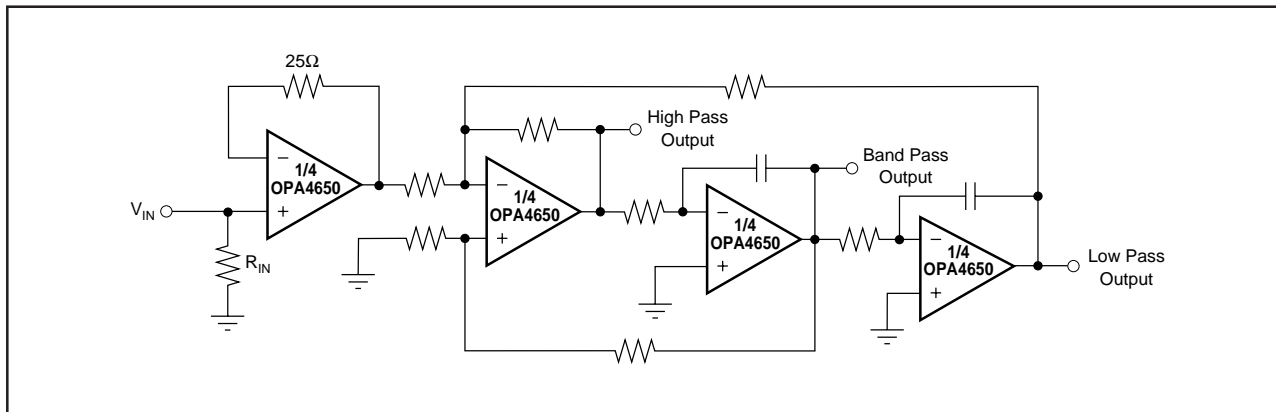 25Ω
High Pass
Output
−
1/4
OPA4650
+
V_IN
R_IN
−
1/4
OPA4650
+
Band Pass
Output
−
1/4
OPA4650
+
−
1/4
OPA4650
+
Low Pass
Output